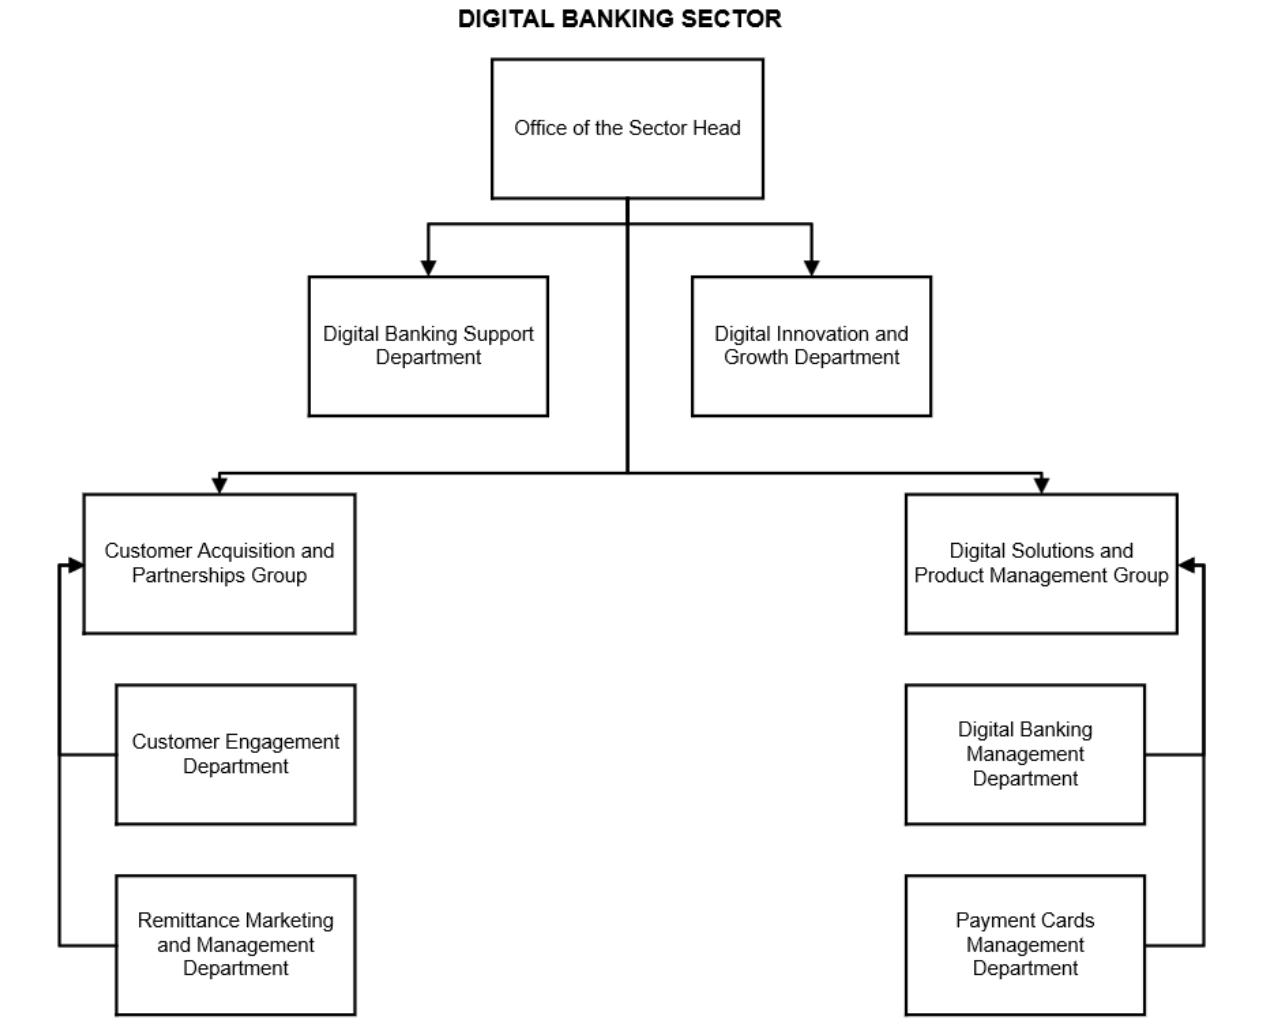 DIGITAL BANKING SECTOR
Office of the Sector Head
Digital Banking Support
Department
Digital Innovation and
Growth Department
Customer Acquisition and
Partnerships Group
Digital Solutions and
Product Management Group
Customer Engagement
Department
Digital Banking
Management
Department
Remittance Marketing
and Management
Department
Payment Cards
Management
Department